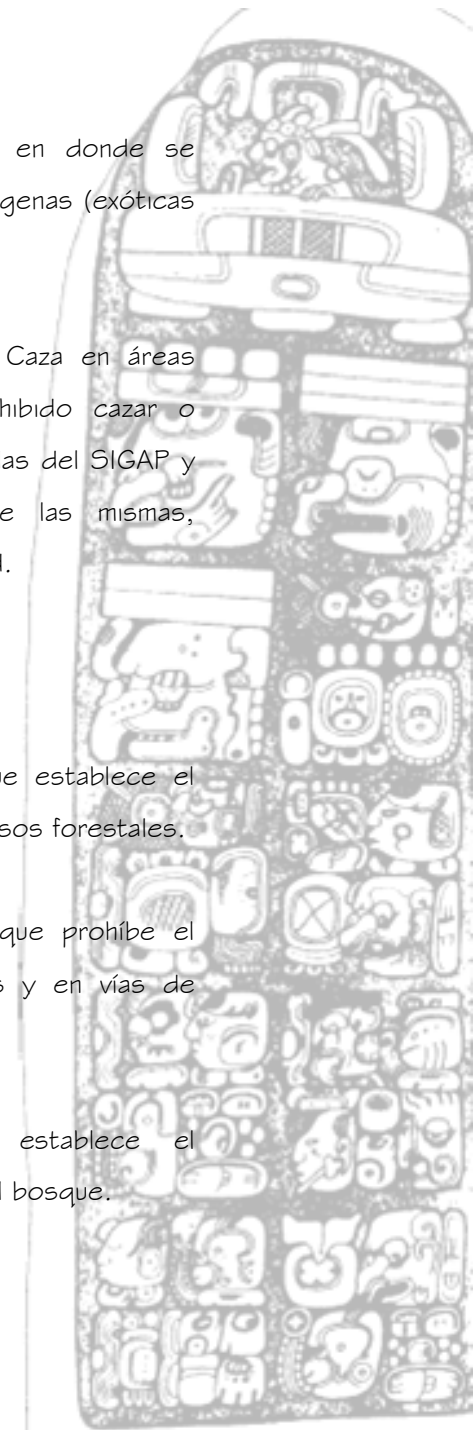 en donde se
genas (exóticas
Caza en áreas
hibido cazar o
as del SIGAP y
e las mismas,
d.
ue establece el
sos forestales.
que prohíbe el
s y en vías de
establece el
l bosque.